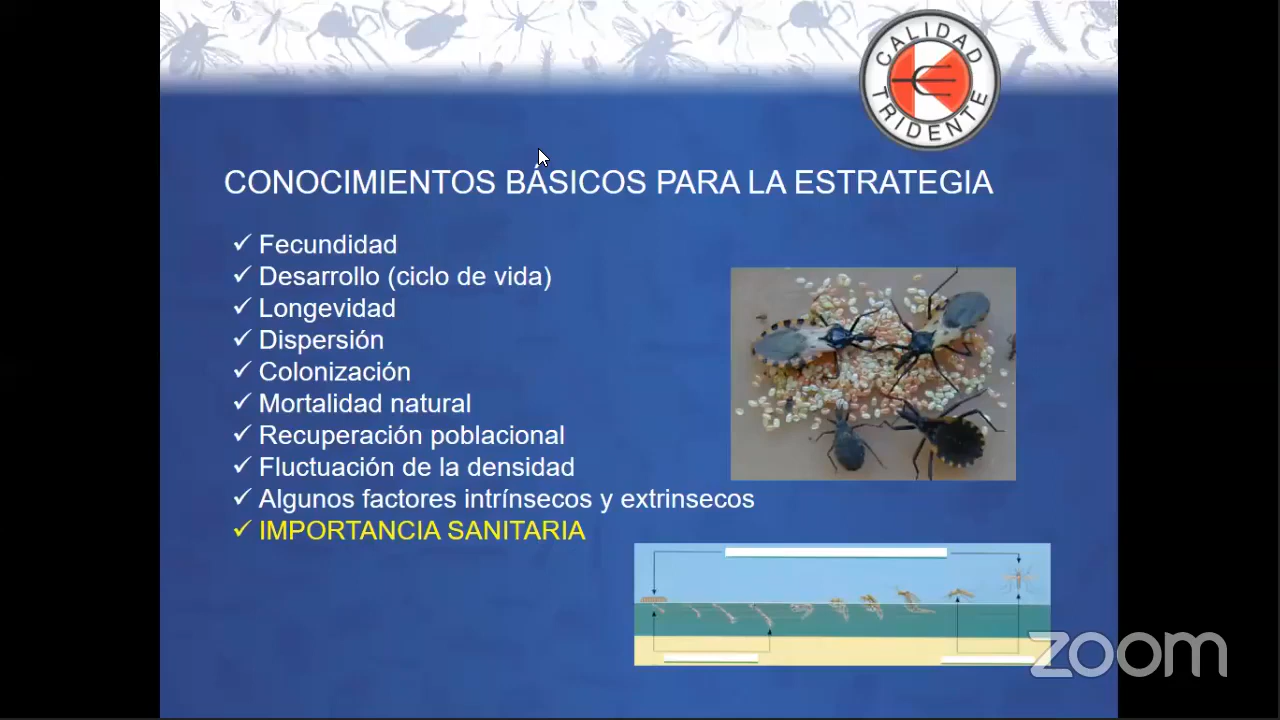 CALIDAD
TRIDENTE
CONOCIMIENTOS BÁSICOS PARA LA ESTRATEGIA
✓ Fecundidad
✓ Desarrollo (ciclo de vida)
✓ Longevidad
✓ Dispersión
✓ Colonización
✓ Mortalidad natural
✓ Recuperación poblacional
✓ Fluctuación de la densidad
✓ Algunos factores intrínsecos y extrinsecos
✓ IMPORTANCIA SANITARIA
zoom